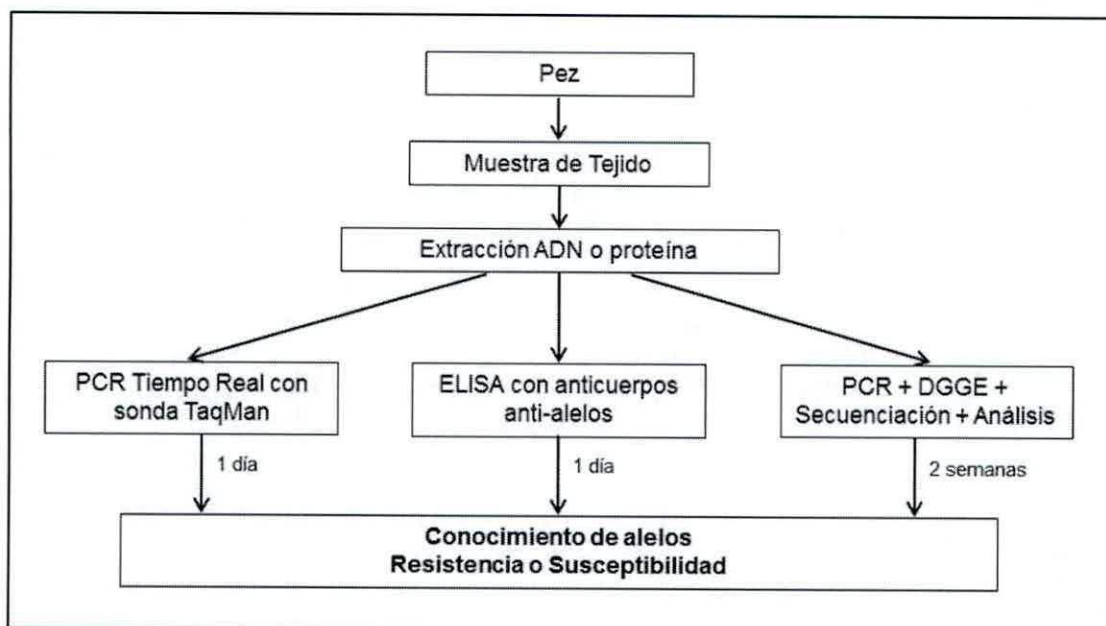 Pez
Muestra de Tejido
Extracción ADN o proteína
PCR Tiempo Real con
sonda TaqMan
ELISA con anticuerpos
anti-alelos
PCR + DGGE +
Secuenciación + Análisis
1 día
1 día
2 semanas
Conocimiento de alelos
Resistencia o Susceptibilidad